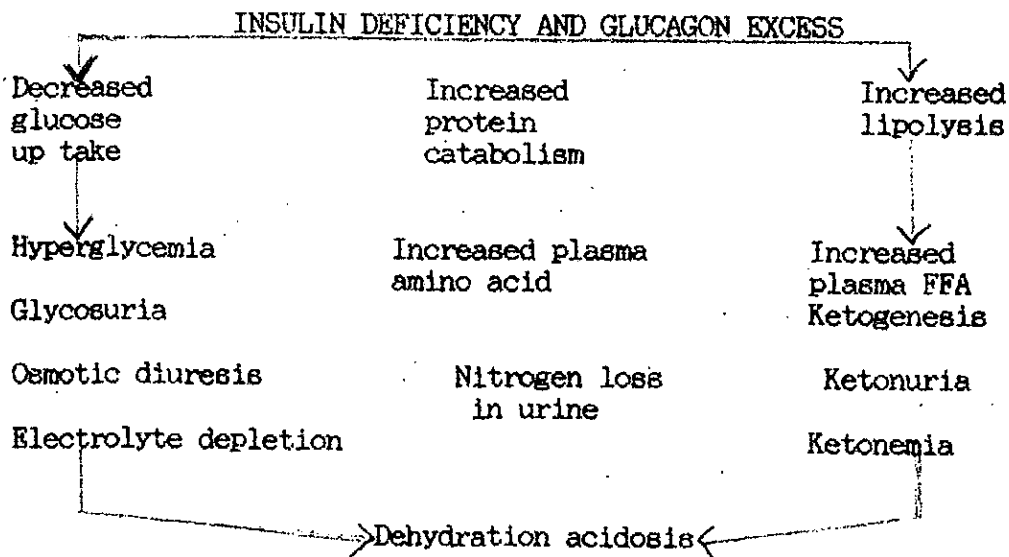 INSULIN DEFICIENCY AND GLUCAGON EXCESS
Decreased
glucose
up take
Increased
protein
catabolism
Increased
lipolysis
Hyperglycemia
Increased plasma
amino acid
Increased
plasma FFA
Glycosuria
Ketogenesis
Osmotic diuresis
Nitrogen loss
in urine
Ketonuria
Electrolyte depletion
Ketonemia
Dehydration acidosis